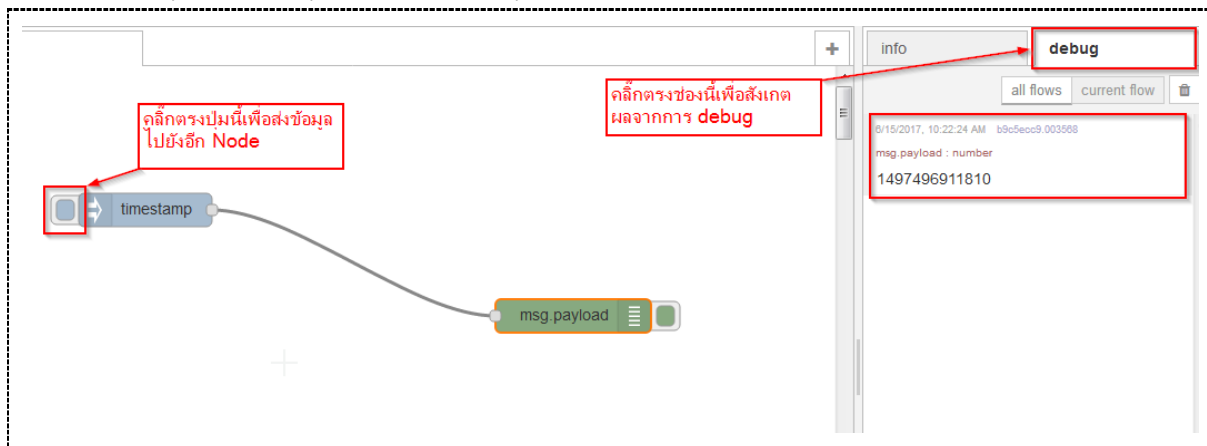 +
info
debug
all flows current flow
คลิ๊กตรงปุ่มนี้เพื่อส่งข้อมูล
ไปยังอีก Node
คลิ๊กตรงช่องนี้เพื่อสังเกต
ผลจากการ debug
6/15/2017, 10:22:24 AM b9c5ecc9.003568
msg.payload : number
1497496911810
timestamp
msg.payload